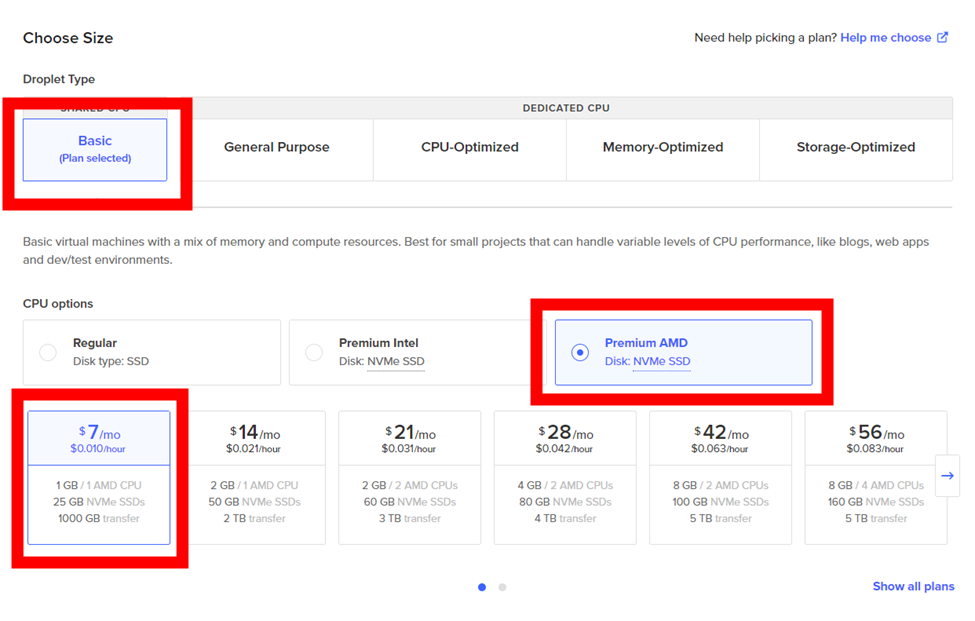 Choose Size
Need help picking a plan? Help me choose
Droplet Type
SHARED CPU
DEDICATED CPU
Basic
(Plan selected)
General Purpose
CPU-Optimized
Memory-Optimized
Storage-Optimized
Basic virtual machines with a mix of memory and compute resources. Best for small projects that can handle variable levels of CPU performance, like blogs, web apps
and dev/test environments.
CPU options
Regular
Disk type: SSD
Premium Intel
Disk: NVMe SSD
Premium AMD
Disk: NVMe SSD
$7/mo
$0.010/hour
1 GB / 1 AMD CPU
25 GB NVMe SSDs
1000 GB transfer
$14/mo
$0.021/hour
2 GB / 1 AMD CPU
50 GB NVMe SSDs
2 TB transfer
$21/mo
$0.031/hour
2 GB / 2 AMD CPUs
60 GB NVMe SSDs
3 TB transfer
$28/mo
$0.042/hour
4 GB / 2 AMD CPUs
80 GB NVMe SSDs
4 TB transfer
$42/mo
$0.063/hour
8 GB / 2 AMD CPUs
100 GB NVMe SSDs
5 TB transfer
$56/mo
$0.083/hour
8 GB / 4 AMD CPUs
160 GB NVMe SSDs
5 TB transfer
Show all plans